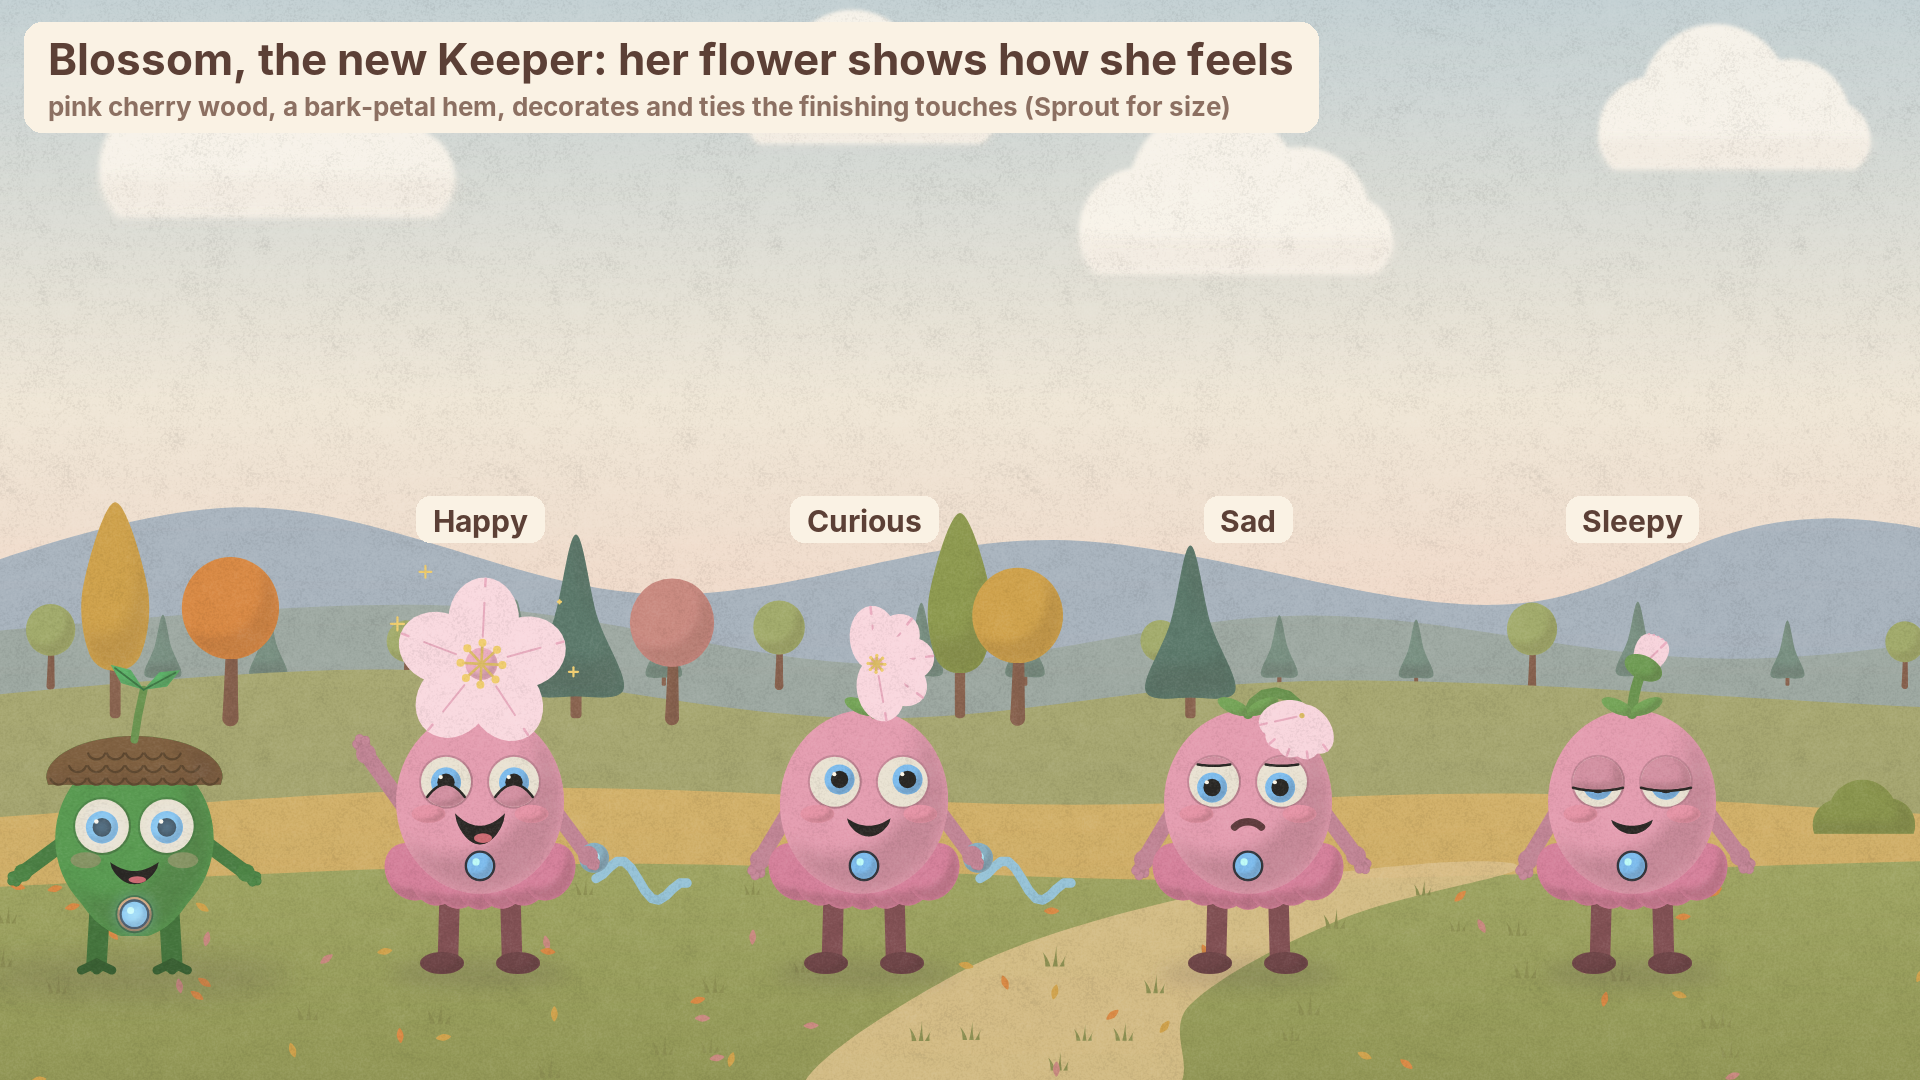 Blossom, the new Keeper: her flower shows how she feels
pink cherry wood, a bark-petal hem, decorates and ties the finishing touches (Sprout for size)
Happy
Curious
Sad
Sleepy